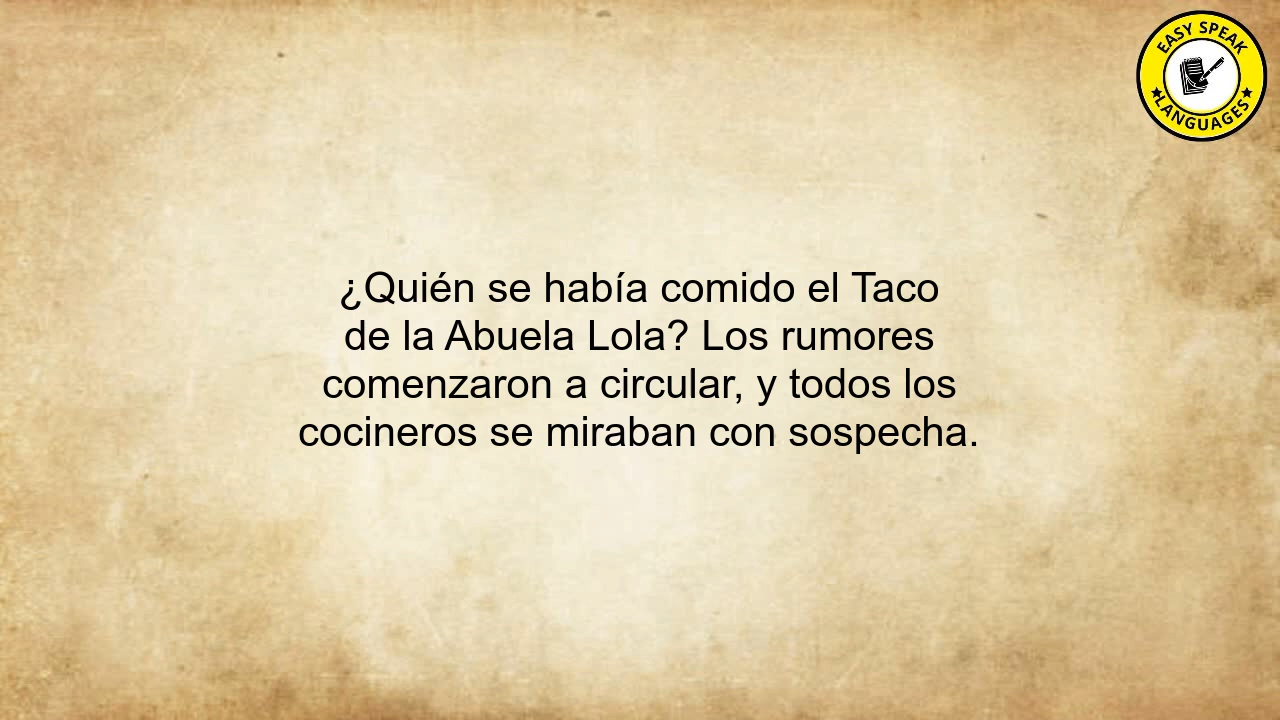 EASY SPEAK
LANGUAGES
¿Quién se había comido el Taco
de la Abuela Lola? Los rumores
comenzaron a circular, y todos los
cocineros se miraban con sospecha.